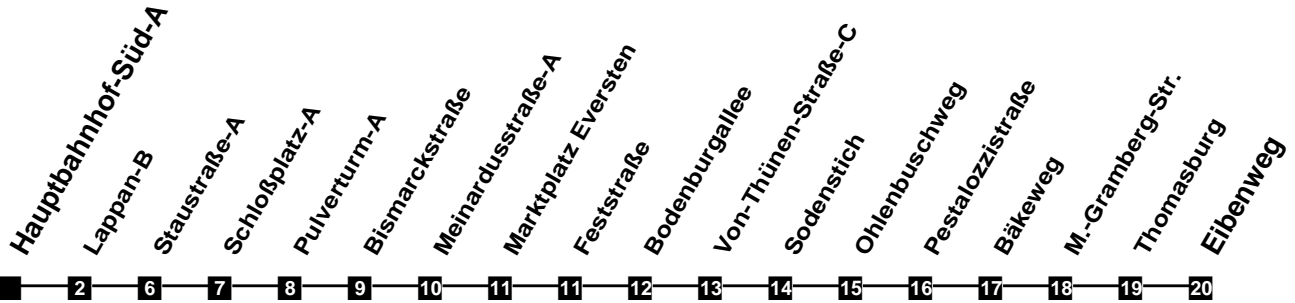 Hauptbahnhof-Süd-A
Lappan-B
Staustraße-A
Schloßplatz-A
Pulverturm-A
Bismarckstraße
Meinardusstraße-A
Marktplatz Eversten
Feststraße
Bodenburgallee
Von-Thünen-Straße-C
Sodenstich
Ohlenbuschweg
Pestalozzistraße
Bäkeweg
M.-Gramberg-Str.
Thomasburg
Eibenweg
2 6 7 8 9 10 11 11 12 13 14 15 16 17 18 19 20